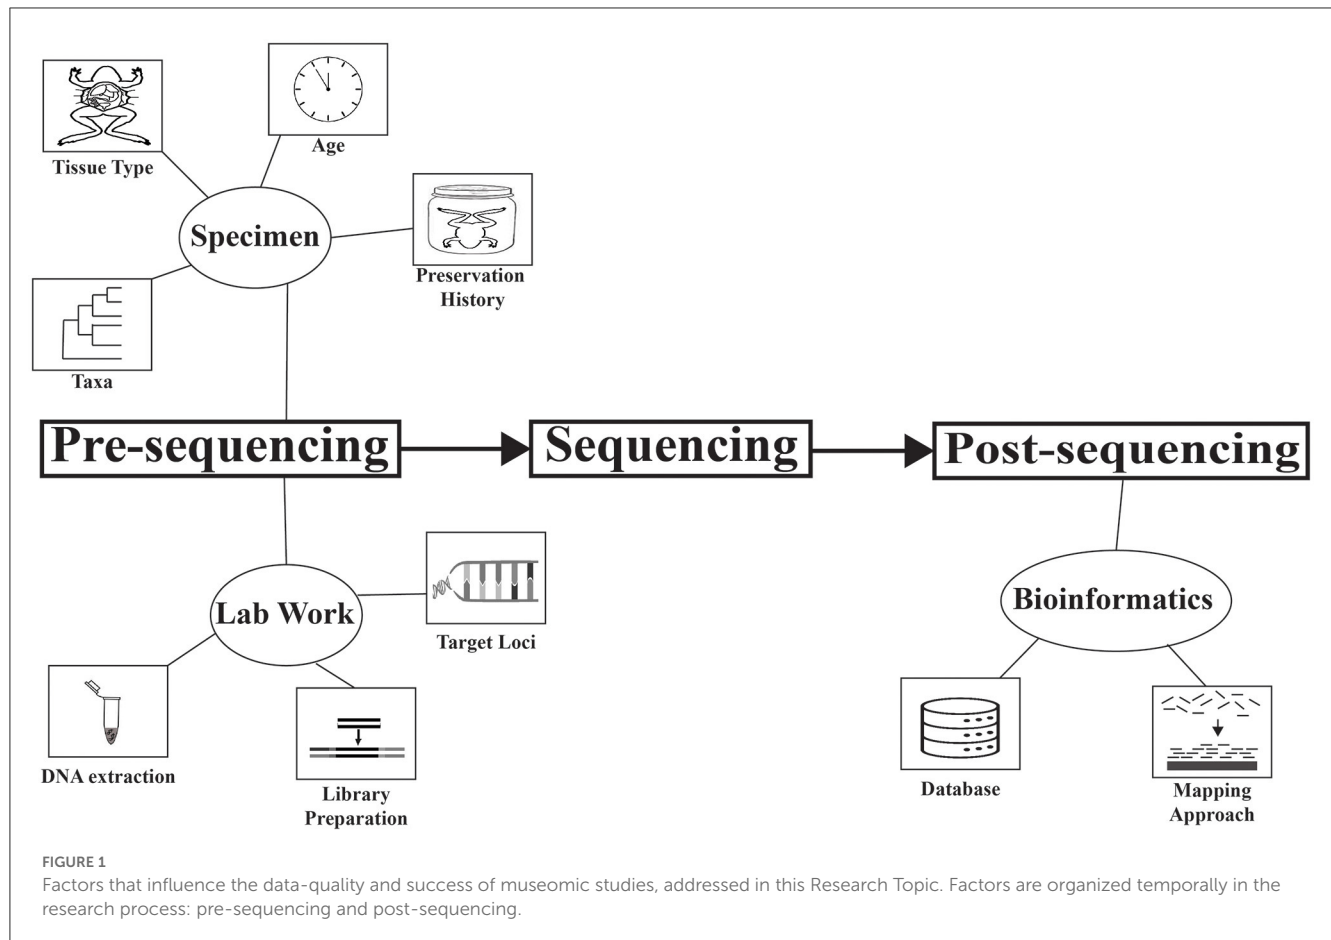 Tissue Type
Age
Specimen
Preservation
History
Taxa
Pre-sequencing
Sequencing
Post-sequencing
Lab Work
Target Loci
DNA extraction
Library
Preparation
Bioinformatics
Database
Mapping
Approach
FIGURE 1
Factors that influence the data-quality and success of museomic studies, addressed in this Research Topic. Factors are organized temporally in the
research process: pre-sequencing and post-sequencing.